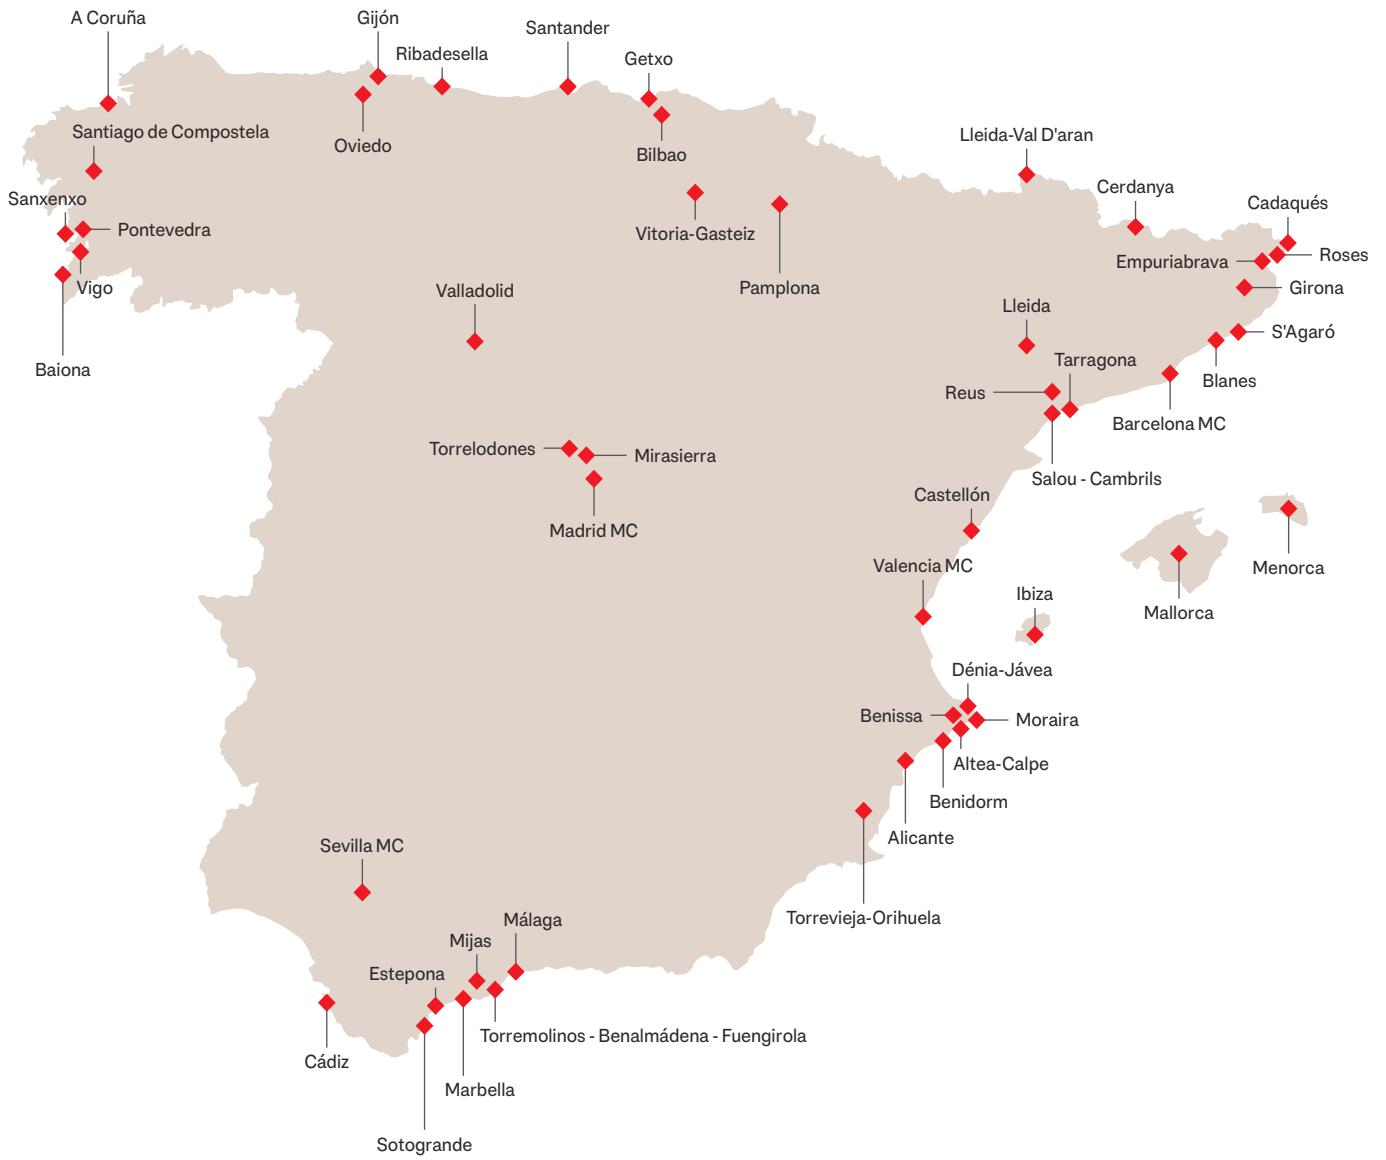 A Coruña
Gijón
Santander
Ribadesella
Getxo
Santiago de Compostela
Oviedo
Bilbao
Lleida-Val D'aran
Cerdanya
Sanxenxo
Cadaqués
Pontevedra
Vitoria-Gasteiz
Roses
Empuriabrava
Vigo
Valladolid
Pamplona
Girona
Lleida
S'Agaró
Tarragona
Baiona
Blanes
Reus
Barcelona MC
Torrelodones
Mirasierra
Salou - Cambrils
Castellón
Madrid MC
Valencia MC
Menorca
Ibiza
Mallorca
Dénia-Jávea
Benissa
Moraira
Altea-Calpe
Benidorm
Alicante
Sevilla MC
Torrevieja-Orihuela
Málaga
Mijas
Estepona
Torremolinos - Benalmádena - Fuengirola
Cádiz
Marbella
Sotogrande